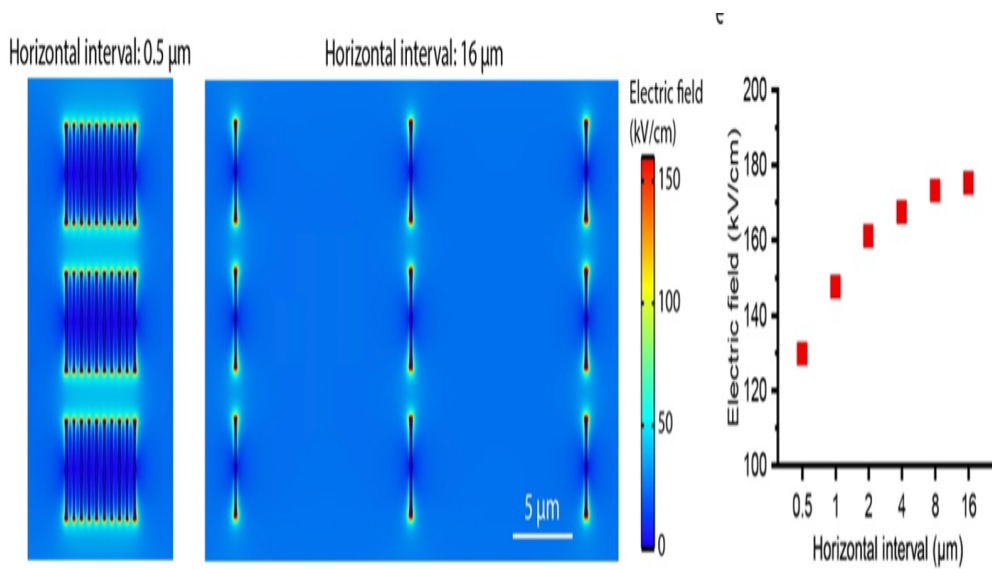 Horizontal interval: 0.5 µm
Horizontal interval: 16 µm
Electric field
(kV/cm)
150
100
50
0
5 µm
200
180
160
140
120
100
Electric field (kV/cm)
0.5 1 2 4 8 16
Horizontal interval (µm)